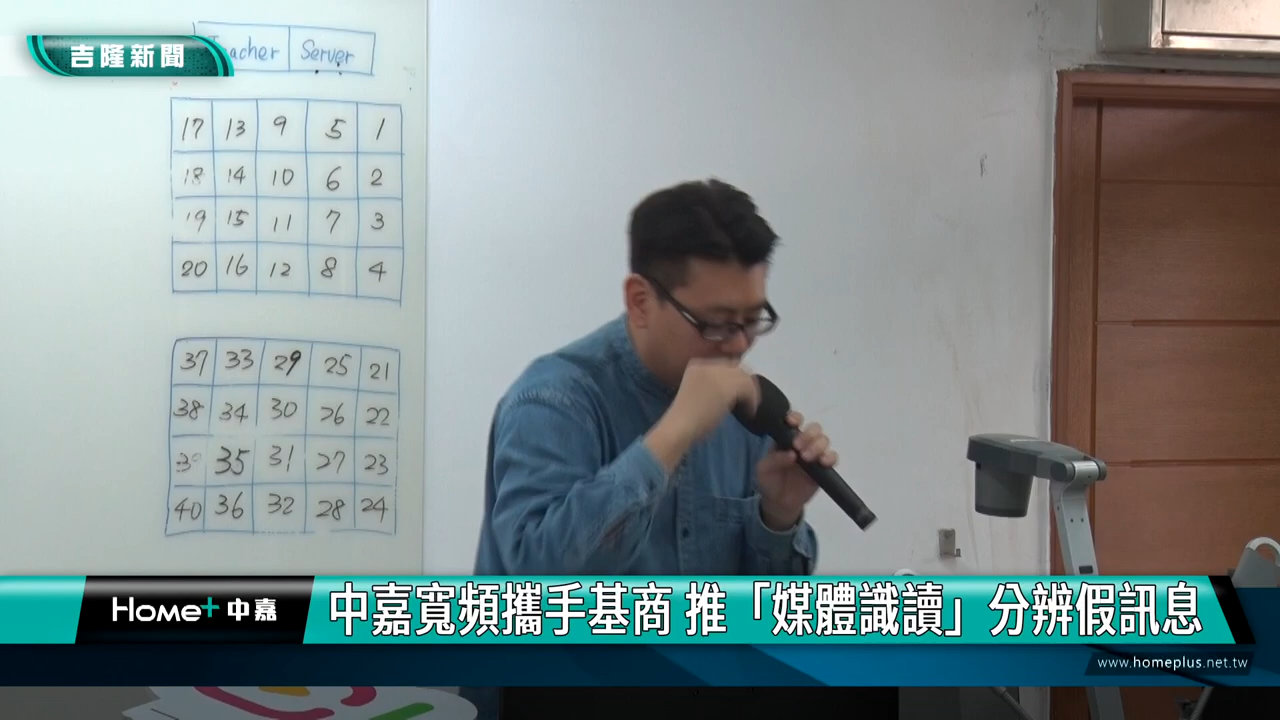 吉隆新聞
Teacher Server
17 13 9 5 1
18 14 10 6 2
19 15 11 7 3
20 16 12 8 4
37 33 29 25 21
38 34 30 26 22
39 35 31 27 23
40 36 32 28 24
Home+中嘉 中嘉寬頻攜手基商 推「媒體識讀」分辨假訊息
www.homeplus.net.tw